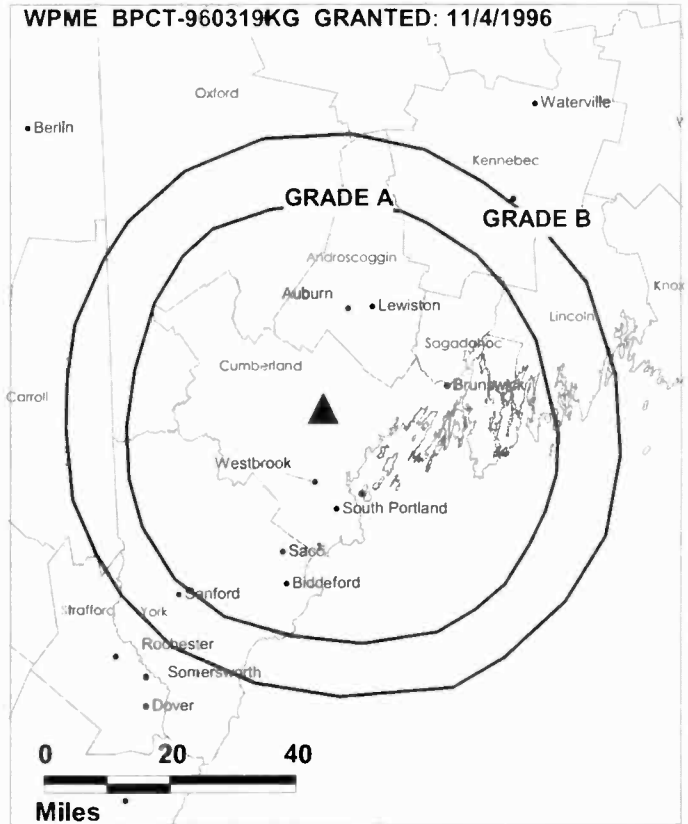 WPME BPCT-960319KG GRANTED: 11/4/1996
Oxford
Waterville
Berlin
Kennebec
GRADE A
GRADE B
Androscoggin
Knox
Auburn
Lewiston
Lincoln
Sagadahoc
Cumberland
Brunswick
Carroll
Westbrook
South Portland
Saco
Biddeford
Sanford
Strafford
York
Rochester
Somersworth
Dover
0 20 40
Miles